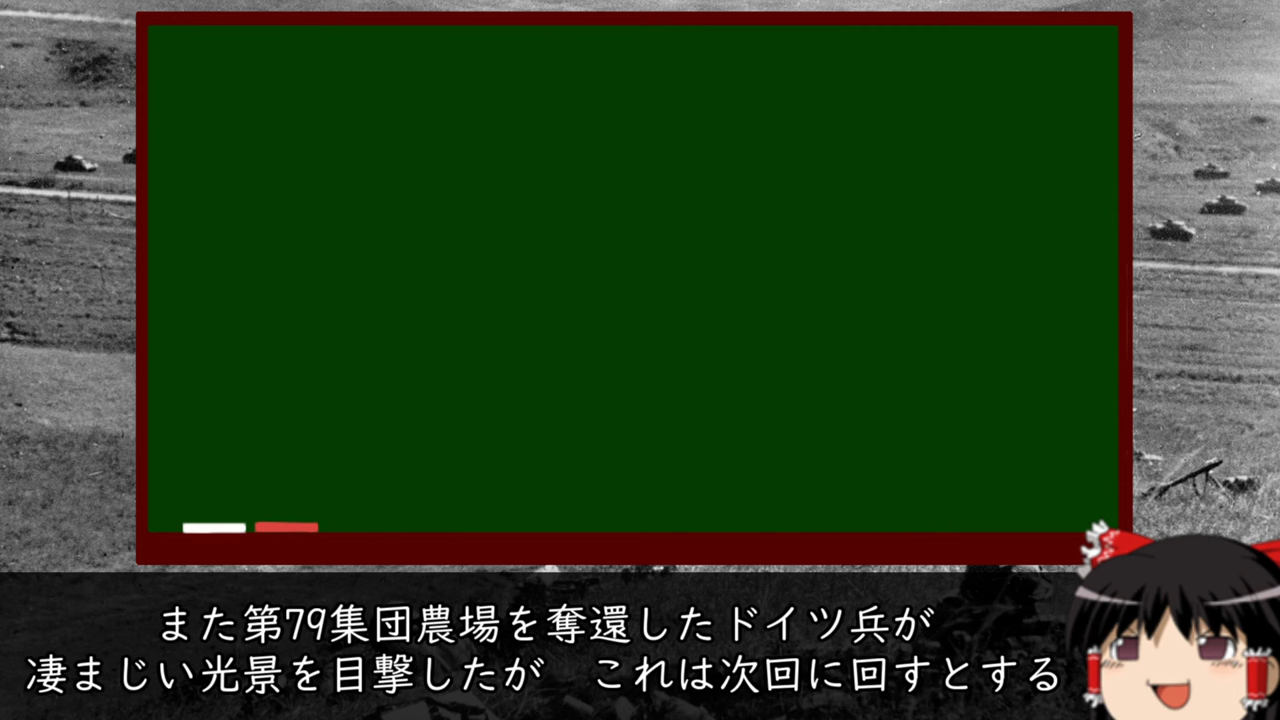 また第79集団農場を奪還したドイツ兵が
凄まじい光景を目撃したが　これは次回に回すとする